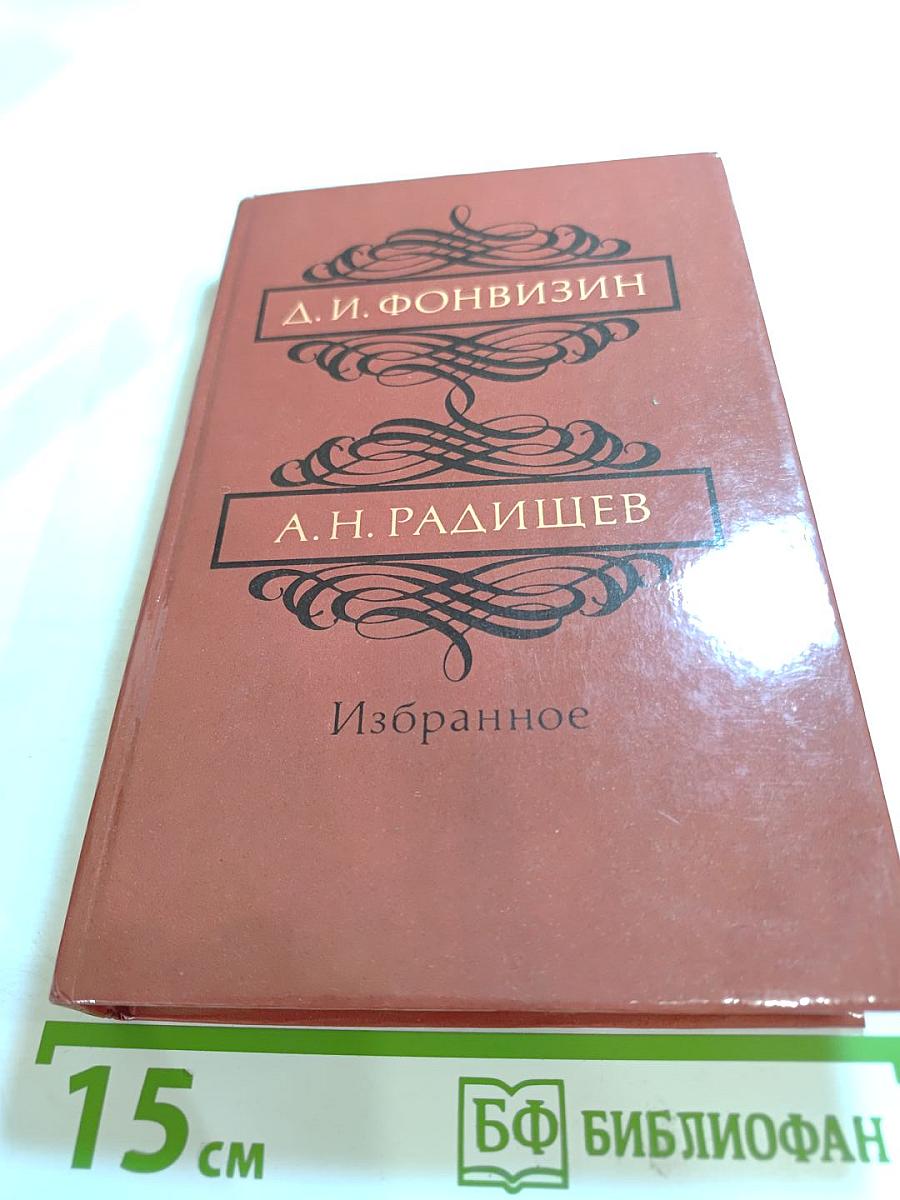 Д. И. ФОНВИЗИН
А. Н. РАДИЩЕВ
Избранное
15 см
БФ БИБЛИОФАН